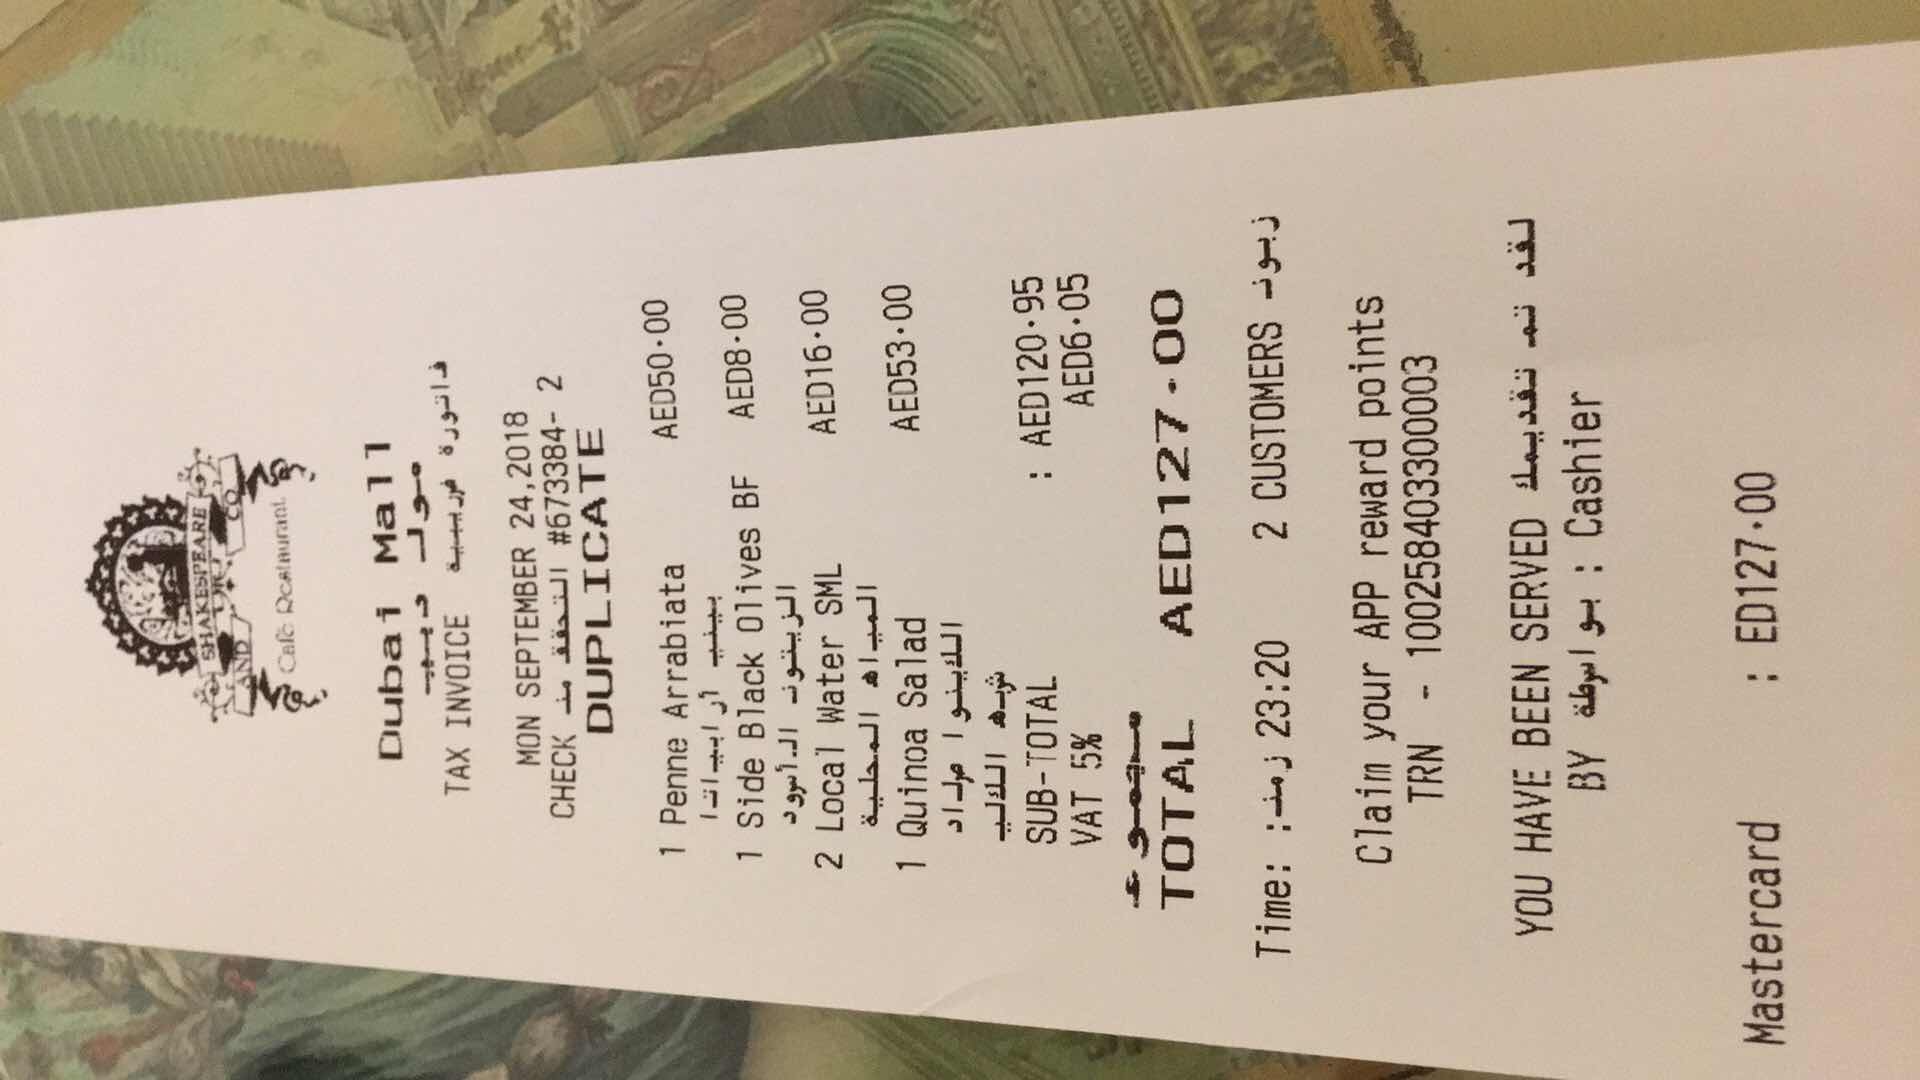 SHAKESPEARE
AND CO
Café Restaurant
Dubai Mall
مول ديبي
TAX INVOICE فاتورة ضريبية
MON SEPTEMBER 24,2018
CHECK التحقق من #673384- 2
DUPLICATE
1 Penne Arrabiata AED50.00
بيني أرابياتا
1 Side Black Olives BF AED8.00
الزيتون الأسود
2 Local Water SML AED16.00
المياه المحلية
1 Quinoa Salad AED53.00
الكينوا صلاد
الكلي
SUB-TOTAL : AED120.95
VAT 5% AED6.05
مجموع
TOTAL AED127.00
Time: زمن: 23:20 2 CUSTOMERS زبون
Claim your APP reward points
TRN - 100258403300003
YOU HAVE BEEN SERVED لقد تم تقديمك
BY بواسطة : Cashier
Mastercard : ED127.00